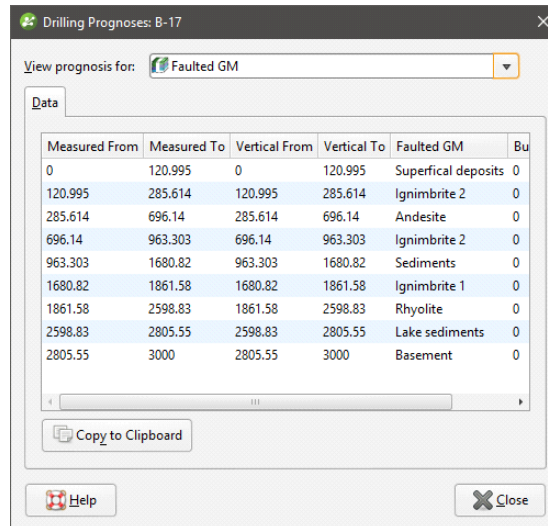 Drilling Prognoses: B-17
View prognosis for: Faulted GM
Data
Measured From Measured To Vertical From Vertical To Faulted GM Bu
0 120.995 0 120.995 Superfical deposits 0
120.995 285.614 120.995 285.614 Ignimbrite 2 0
285.614 696.14 285.614 696.14 Andesite 0
696.14 963.303 696.14 963.303 Ignimbrite 2 0
963.303 1680.82 963.303 1680.82 Sediments 0
1680.82 1861.58 1680.82 1861.58 Ignimbrite 1 0
1861.58 2598.83 1861.58 2598.83 Rhyolite 0
2598.83 2805.55 2598.83 2805.55 Lake sediments 0
2805.55 3000 2805.55 3000 Basement 0
Copy to Clipboard
Help Close